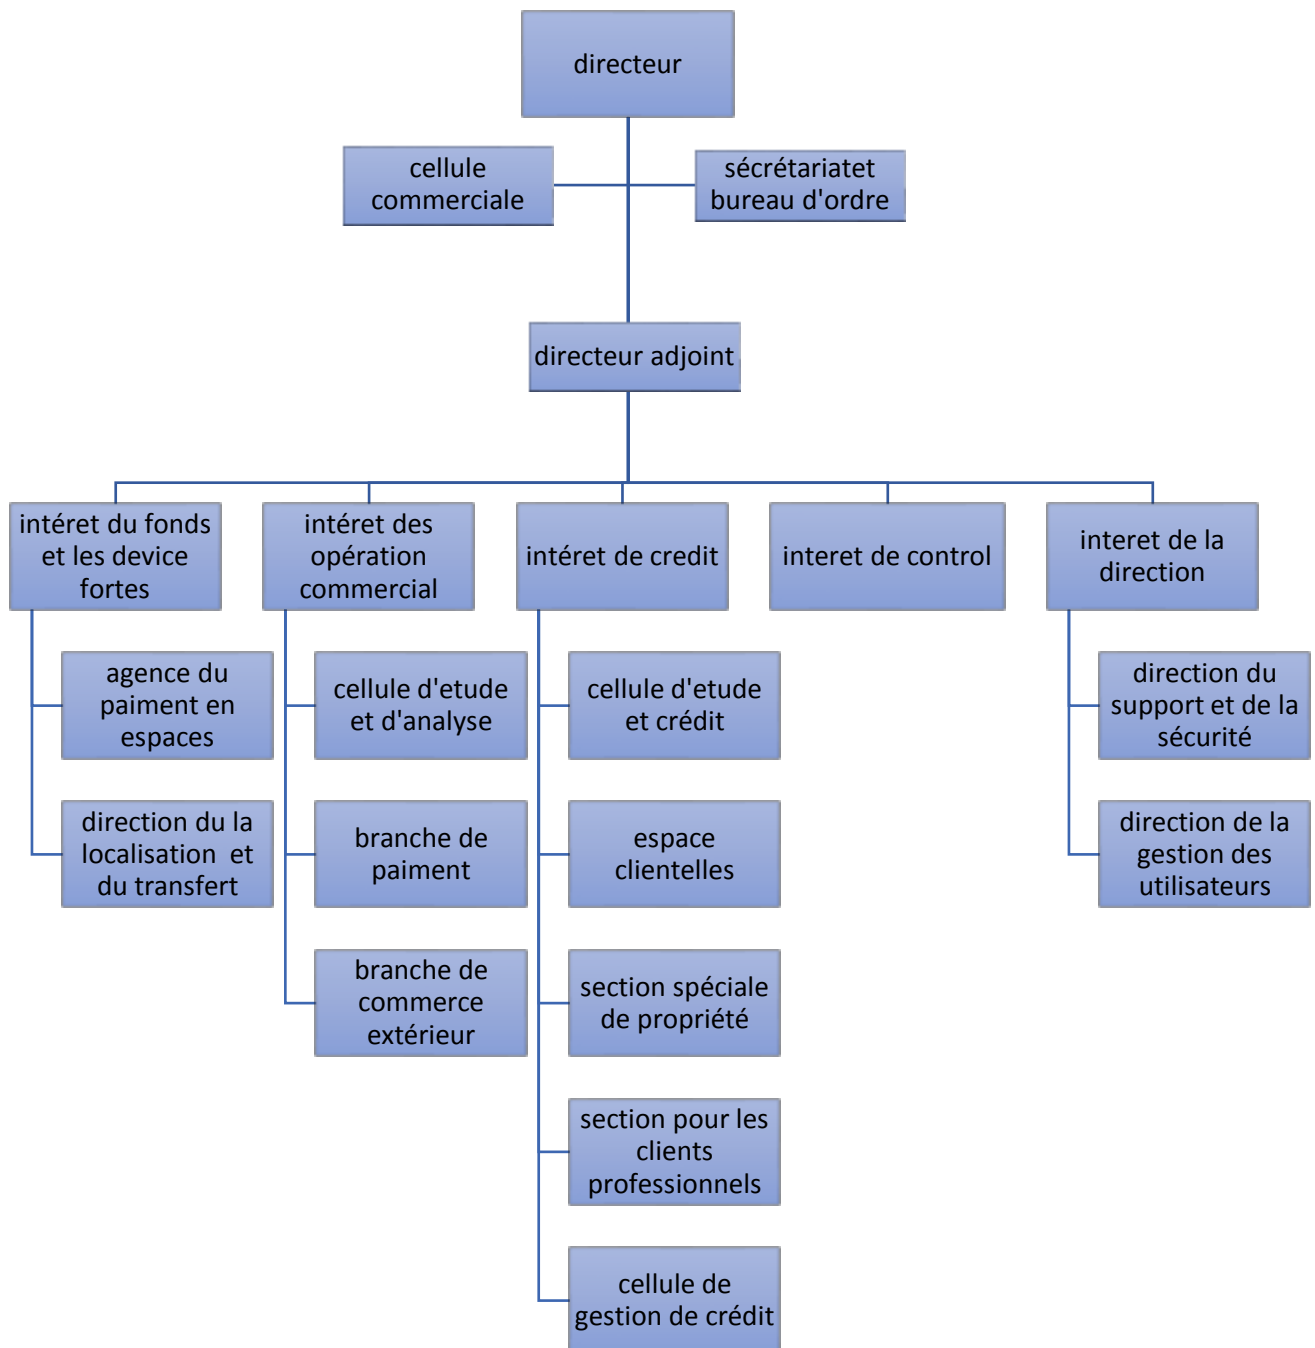 directeur
cellule
commerciale
sécrétariatet
bureau d'ordre
directeur adjoint
intéret du fonds
et les device
fortes
intéret des
opération
commercial
intéret de credit
interet de control
interet de la
direction
agence du
paiment en
espaces
cellule d'etude
et d'analyse
cellule d'etude
et crédit
direction du
support et de la
sécurité
direction du la
localisation  et
du transfert
branche de
paiment
espace
clientelles
direction de la
gestion des
utilisateurs
branche de
commerce
extérieur
section spéciale
de propriété
section pour les
clients
professionnels
cellule de
gestion de crédit